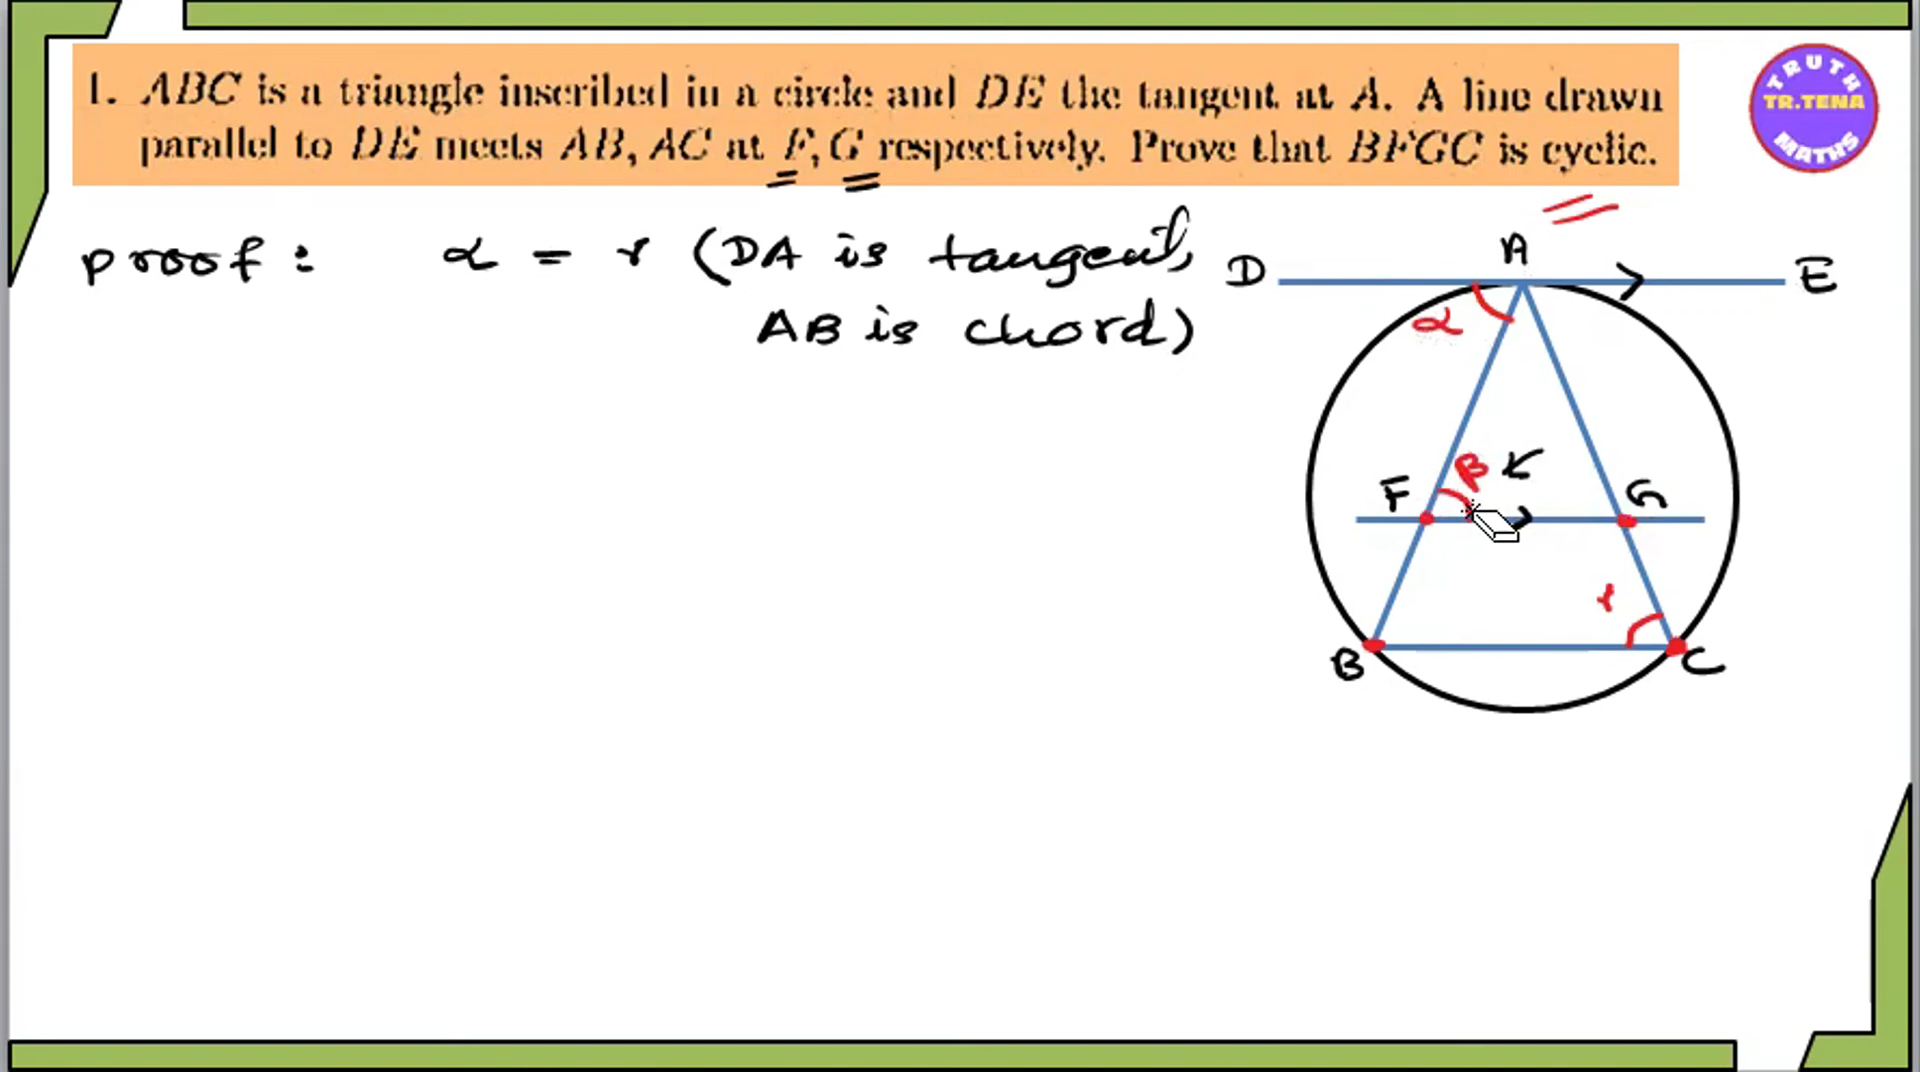 1. ABC is a triangle inscribed in a circle and DE the tangent at A. A line drawn
parallel to DE meets AB, AC at F, G respectively. Prove that BFGC is cyclic.
TRUTH
TR.TENA
MATHS
proof : α = γ (DA is tangent,
AB is chord)
D A E
α
F β G
γ
B C